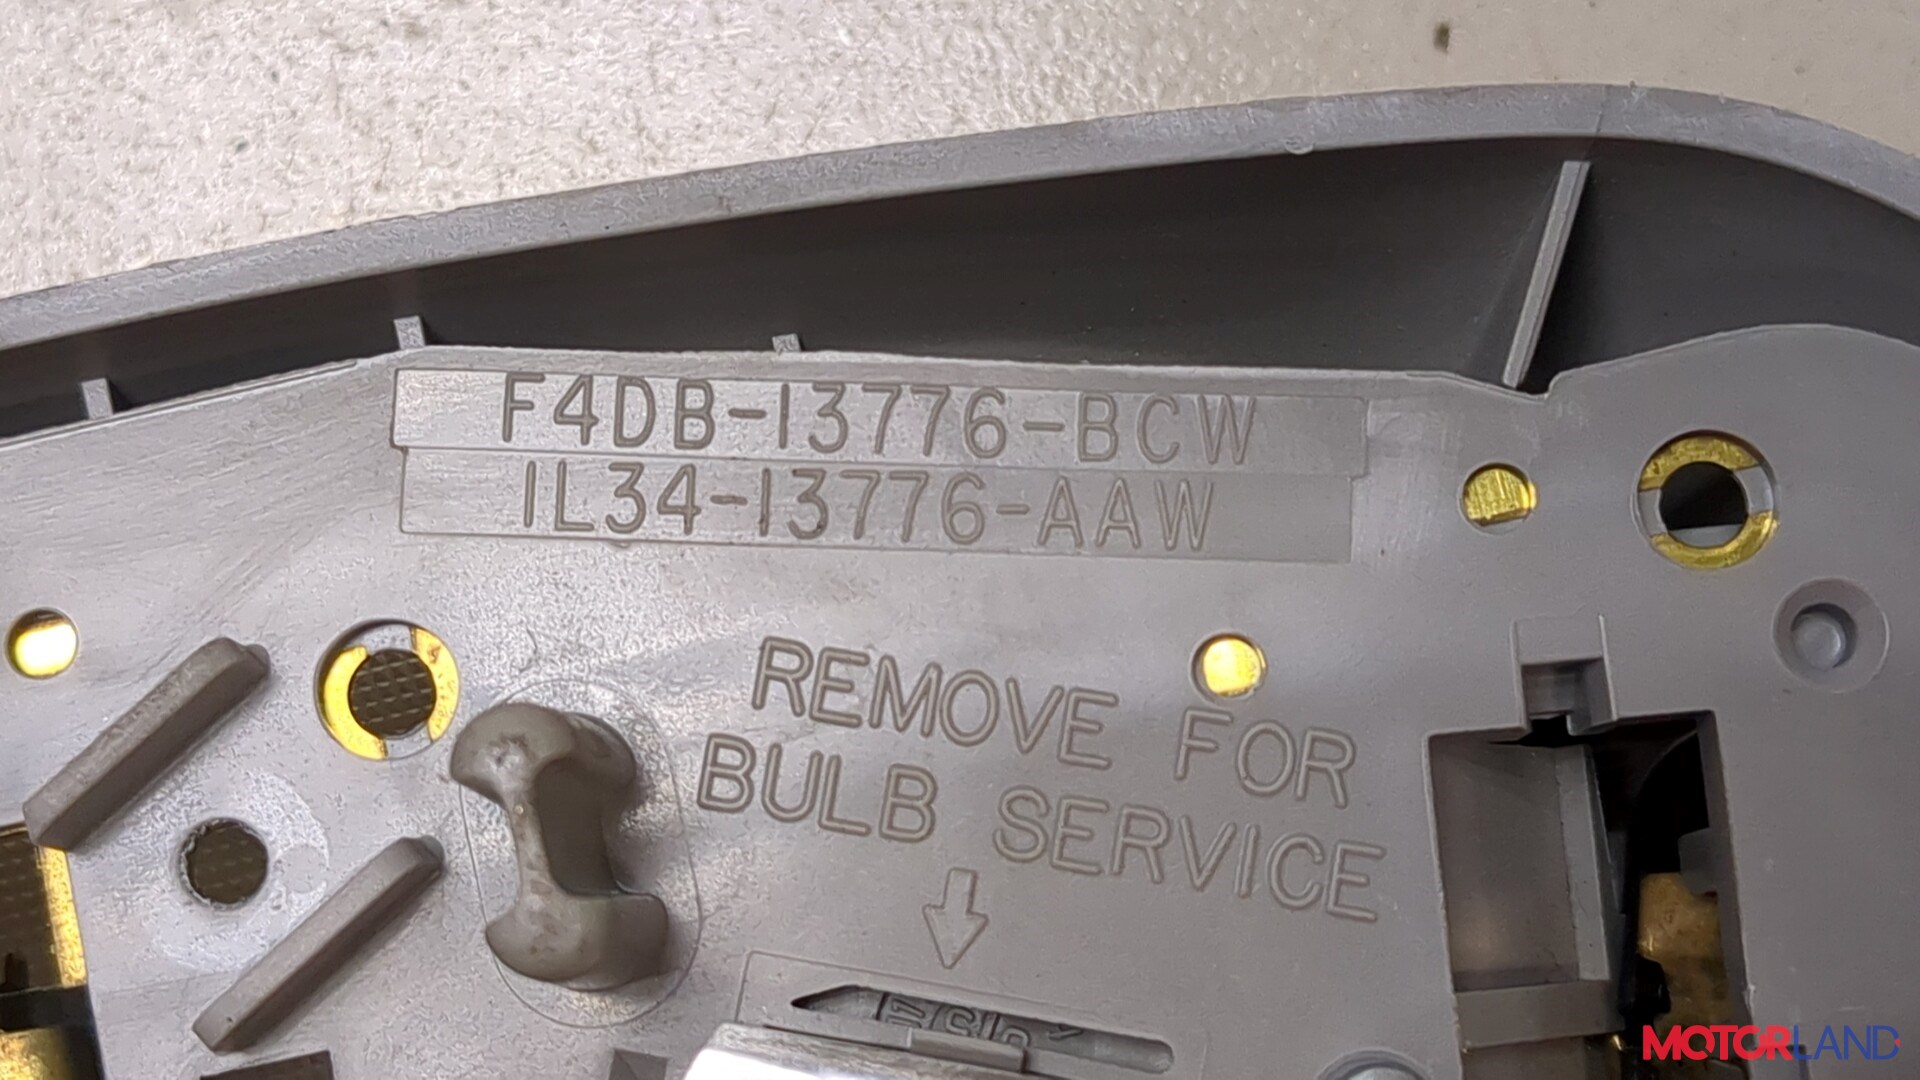 F4DB-13776-BCW
1L34-13776-AAW
REMOVE FOR
BULB SERVICE
MOTORLAND